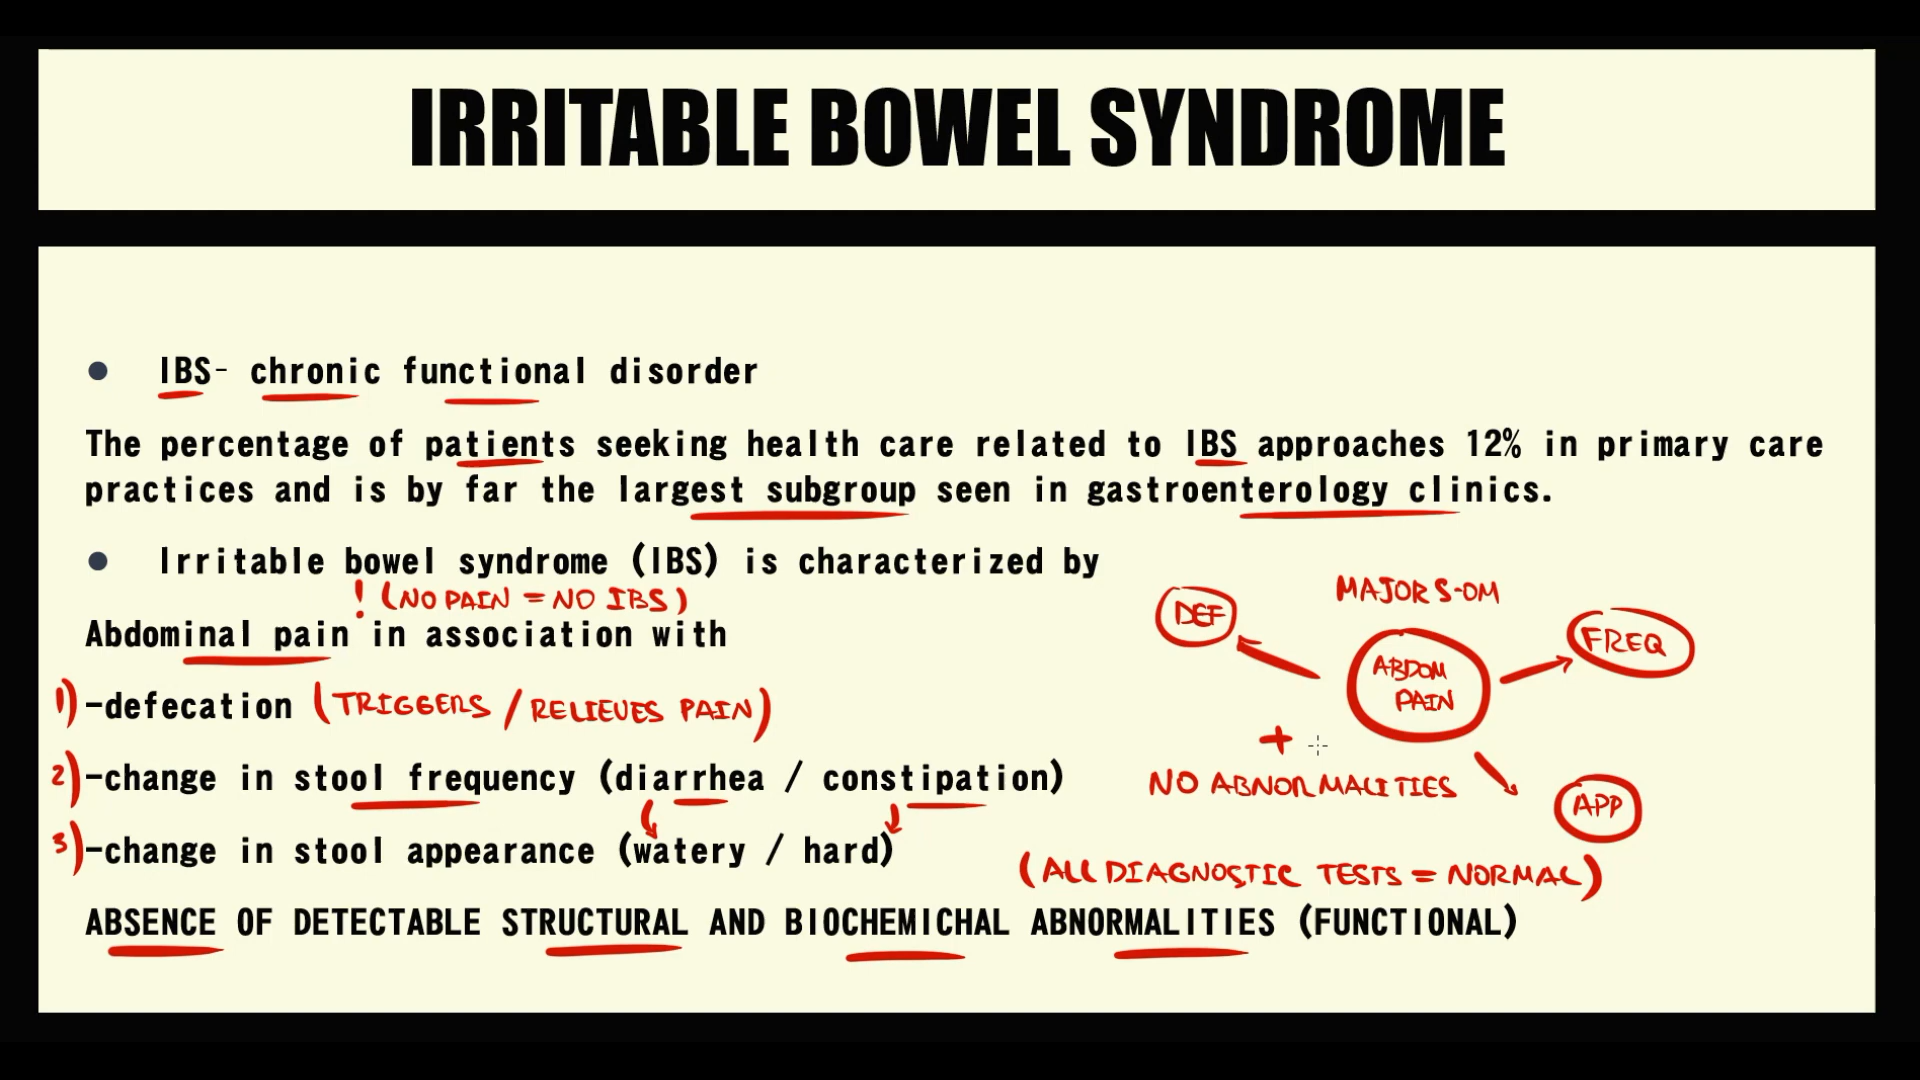 IRRITABLE BOWEL SYNDROME
● IBS- chronic functional disorder
The percentage of patients seeking health care related to IBS approaches 12% in primary care
practices and is by far the largest subgroup seen in gastroenterology clinics.
● Irritable bowel syndrome (IBS) is characterized by
! (NO PAIN = NO IBS)
Abdominal pain in association with
1) -defecation (TRIGGERS / RELIEVES PAIN)
2) -change in stool frequency (diarrhea / constipation)
3) -change in stool appearance (watery / hard)
MAJOR S-OM
DEF
FREQ
ABDOM
PAIN
+
NO ABNORMALITIES
APP
(ALL DIAGNOSTIC TESTS = NORMAL)
ABSENCE OF DETECTABLE STRUCTURAL AND BIOCHEMICHAL ABNORMALITIES (FUNCTIONAL)